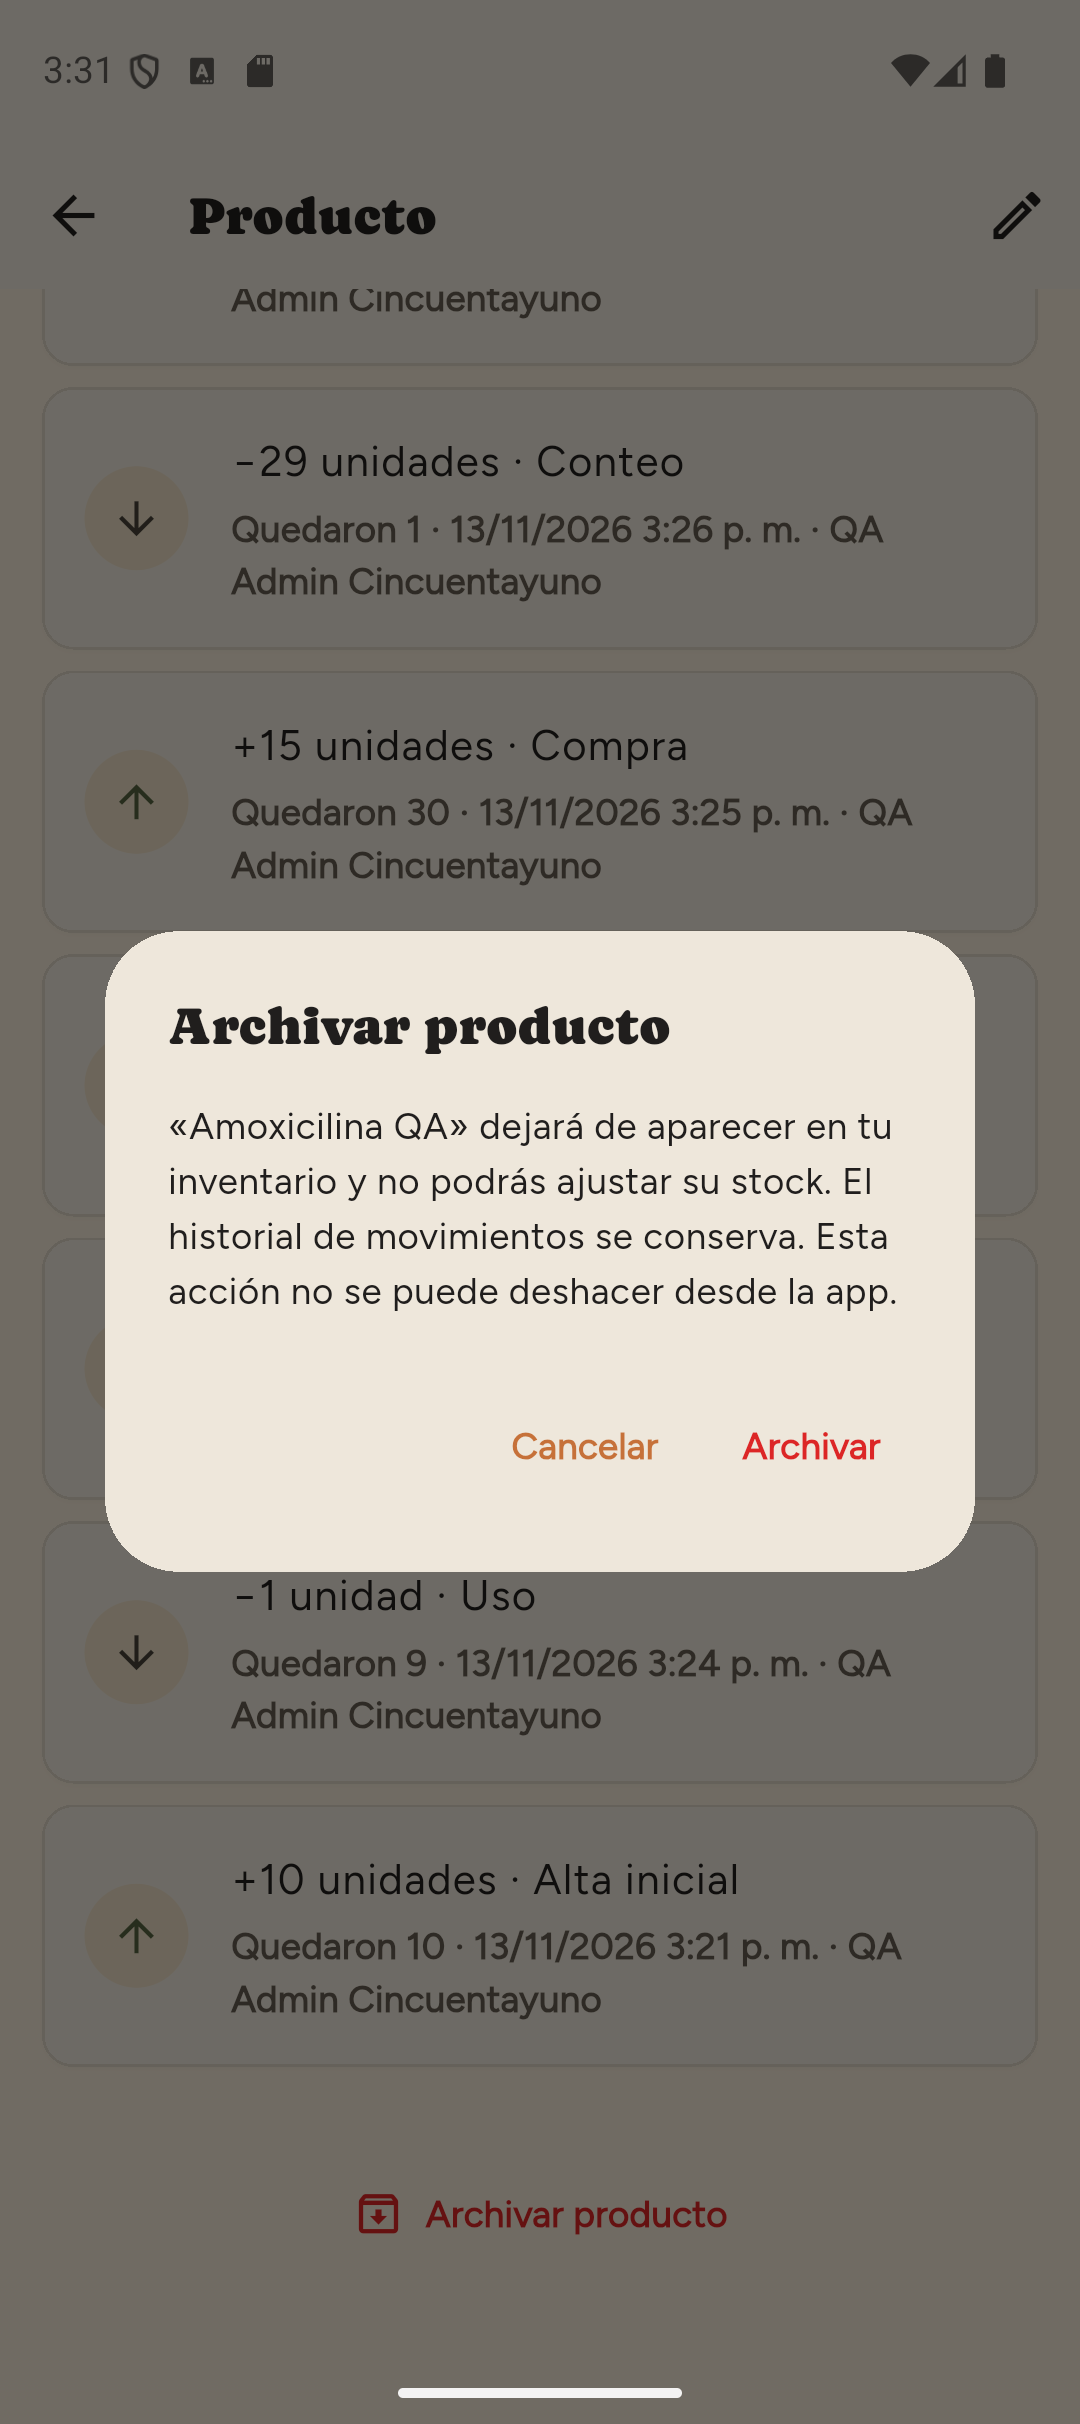 3:31
Producto
Admin Cincuentayuno
−29 unidades · Conteo
Quedaron 1 · 13/11/2026 3:26 p. m. · QA
Admin Cincuentayuno
+15 unidades · Compra
Quedaron 30 · 13/11/2026 3:25 p. m. · QA
Admin Cincuentayuno
Archivar producto
«Amoxicilina QA» dejará de aparecer en tu
inventario y no podrás ajustar su stock. El
historial de movimientos se conserva. Esta
acción no se puede deshacer desde la app.
Cancelar Archivar
−1 unidad · Uso
Quedaron 9 · 13/11/2026 3:24 p. m. · QA
Admin Cincuentayuno
+10 unidades · Alta inicial
Quedaron 10 · 13/11/2026 3:21 p. m. · QA
Admin Cincuentayuno
Archivar producto